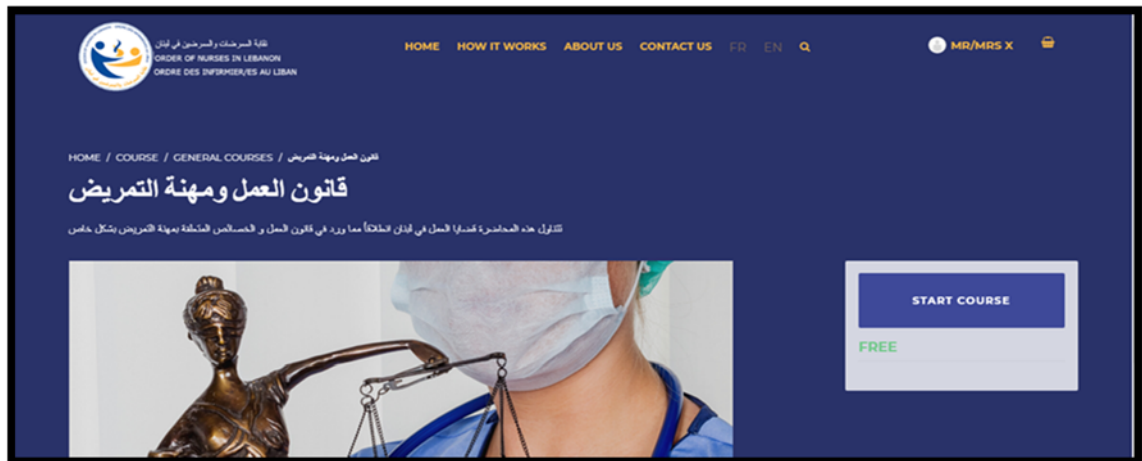 نقابة الممرضات والممرضين في لبنان
ORDER OF NURSES IN LEBANON
ORDRE DES INFIRMIER/ES AU LIBAN
HOME HOW IT WORKS ABOUT US CONTACT US FR EN
MR/MRS X
HOME / COURSE / GENERAL COURSES / قانون العمل ومهنة التمريض
قانون العمل ومهنة التمريض
تتناول هذه المحاضرة قضايا العمل في لبنان انطلاقاً مما ورد في قانون العمل و الخصائص المتعلقة بمهنة التمريض بشكل خاص
START COURSE
FREE